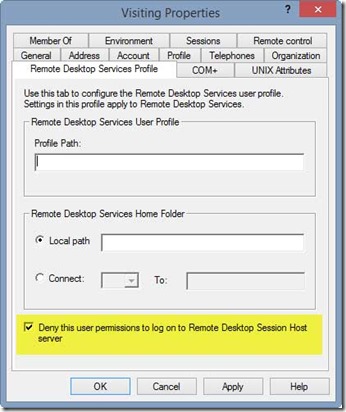 Visiting Properties
? X
Member Of Environment Sessions Remote control
General Address Account Profile Telephones Organization
Remote Desktop Services Profile COM+ UNIX Attributes
Use this tab to configure the Remote Desktop Services user profile.
Settings in this profile apply to Remote Desktop Services.
Remote Desktop Services User Profile
Profile Path:
Remote Desktop Services Home Folder
Local path
Connect: To:
Deny this user permissions to log on to Remote Desktop Session Host
server
OK Cancel Apply Help